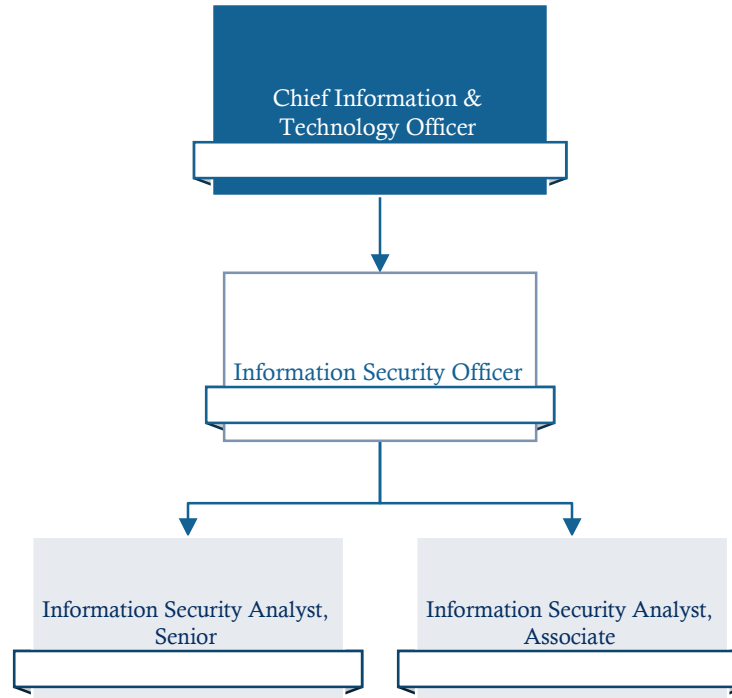 Chief Information &
Technology Officer
Information Security Officer
Information Security Analyst,
Senior
Information Security Analyst,
Associate